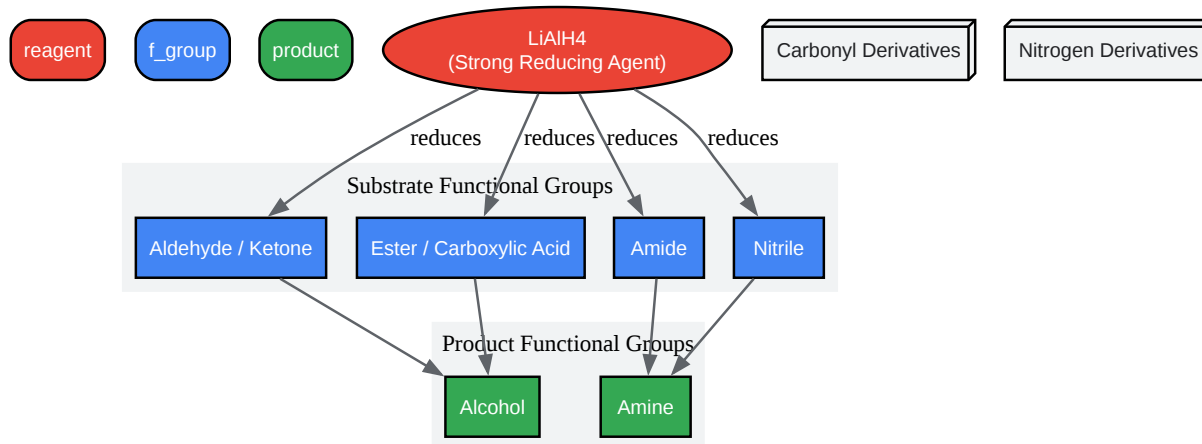 reagent
f_group
product
LiAlH4
(Strong Reducing Agent)
Carbonyl Derivatives
Nitrogen Derivatives
reduces
reduces
reduces
reduces
Substrate Functional Groups
Aldehyde / Ketone
Ester / Carboxylic Acid
Amide
Nitrile
Product Functional Groups
Alcohol
Amine